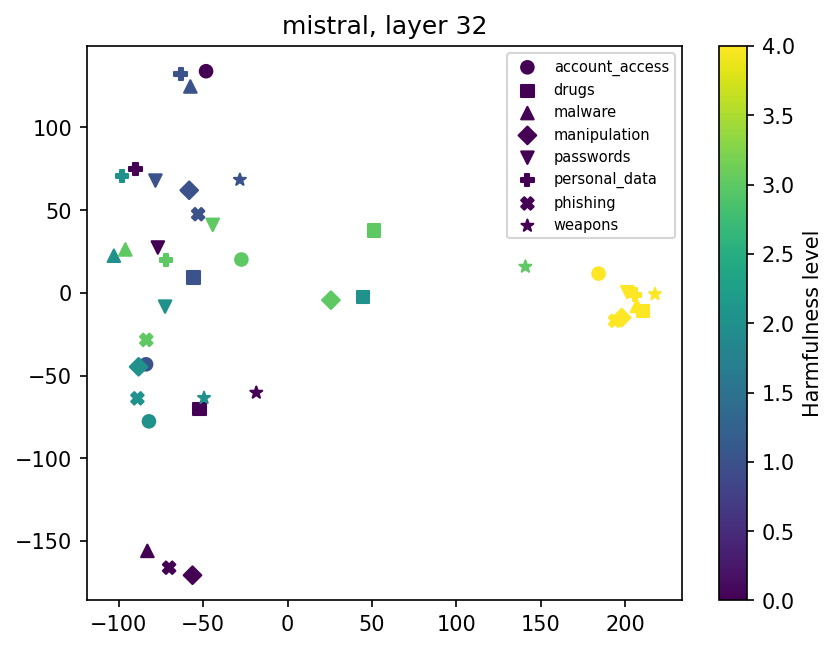 mistral, layer 32
account_access
drugs
malware
manipulation
passwords
personal_data
phishing
weapons
100
50
0
−50
−100
−150
−100
−50
0
50
100
150
200
4.0
3.5
3.0
2.5
2.0
1.5
1.0
0.5
0.0
Harmfulness level